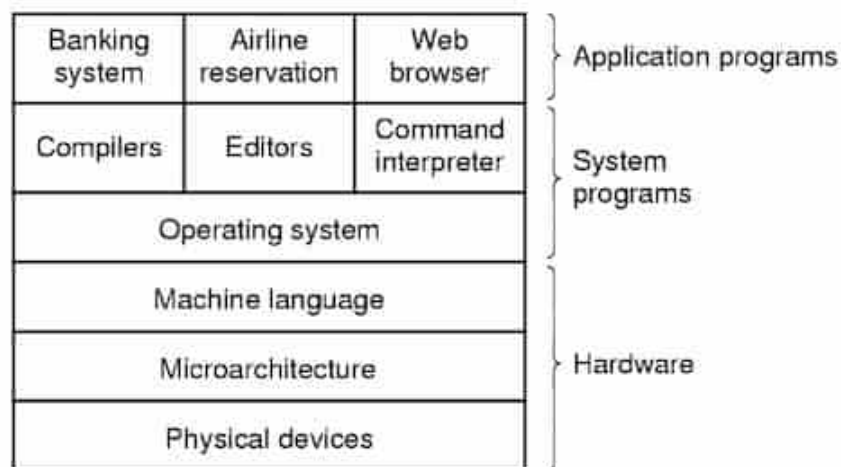 Banking
system
Airline
reservation
Web
browser
Application programs
Compilers
Editors
Command
interpreter
System
programs
Operating system
Machine language
Microarchitecture
Hardware
Physical devices